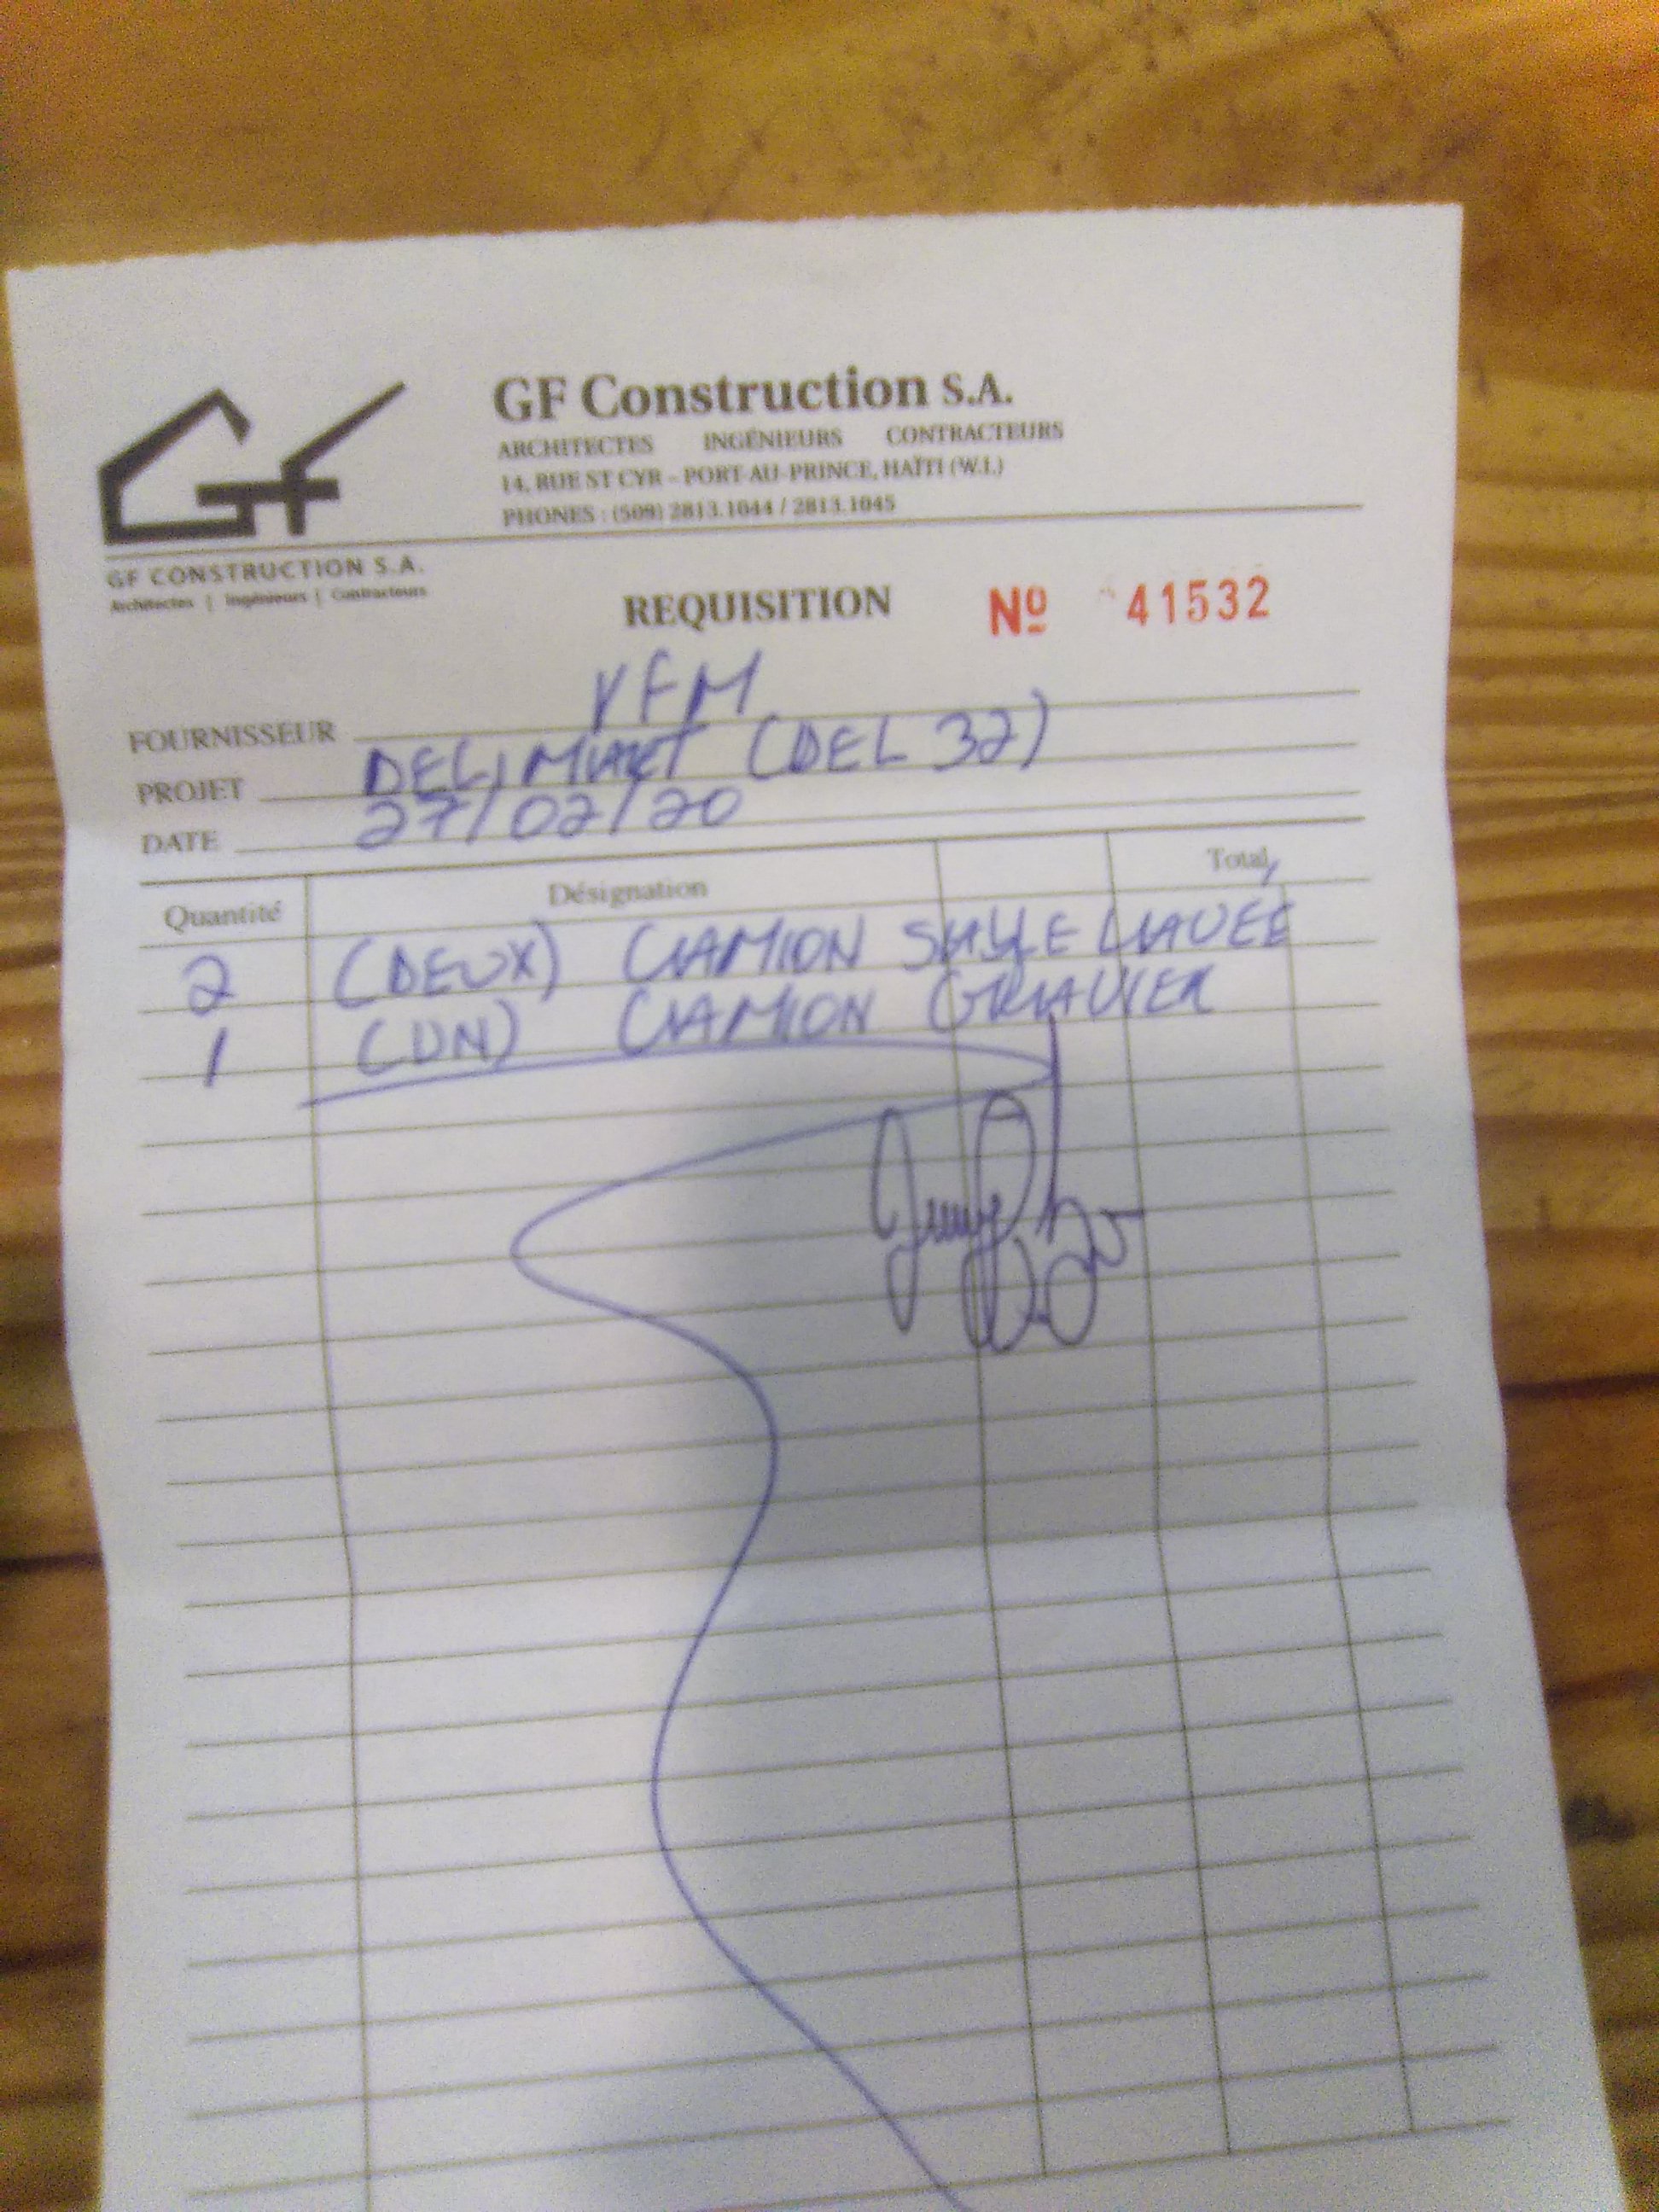 GF Construction S.A.
ARCHITECTES INGÉNIEURS CONTRACTEURS
14, RUE ST CYR – PORT-AU-PRINCE, HAÏTI (W.I.)
PHONES : (509) 2813.1044 / 2813.1045
GF CONSTRUCTION S.A.
Architectes | Ingénieurs | Contracteurs
REQUISITION Nº 41532
FOURNISSEUR VFM
PROJET DELIMART (DEL 32)
DATE 27/02/20
Quantité Désignation Total
2 (DEUX) CAMION SABLE LAVEE
1 (UN) CAMION GRAVIER